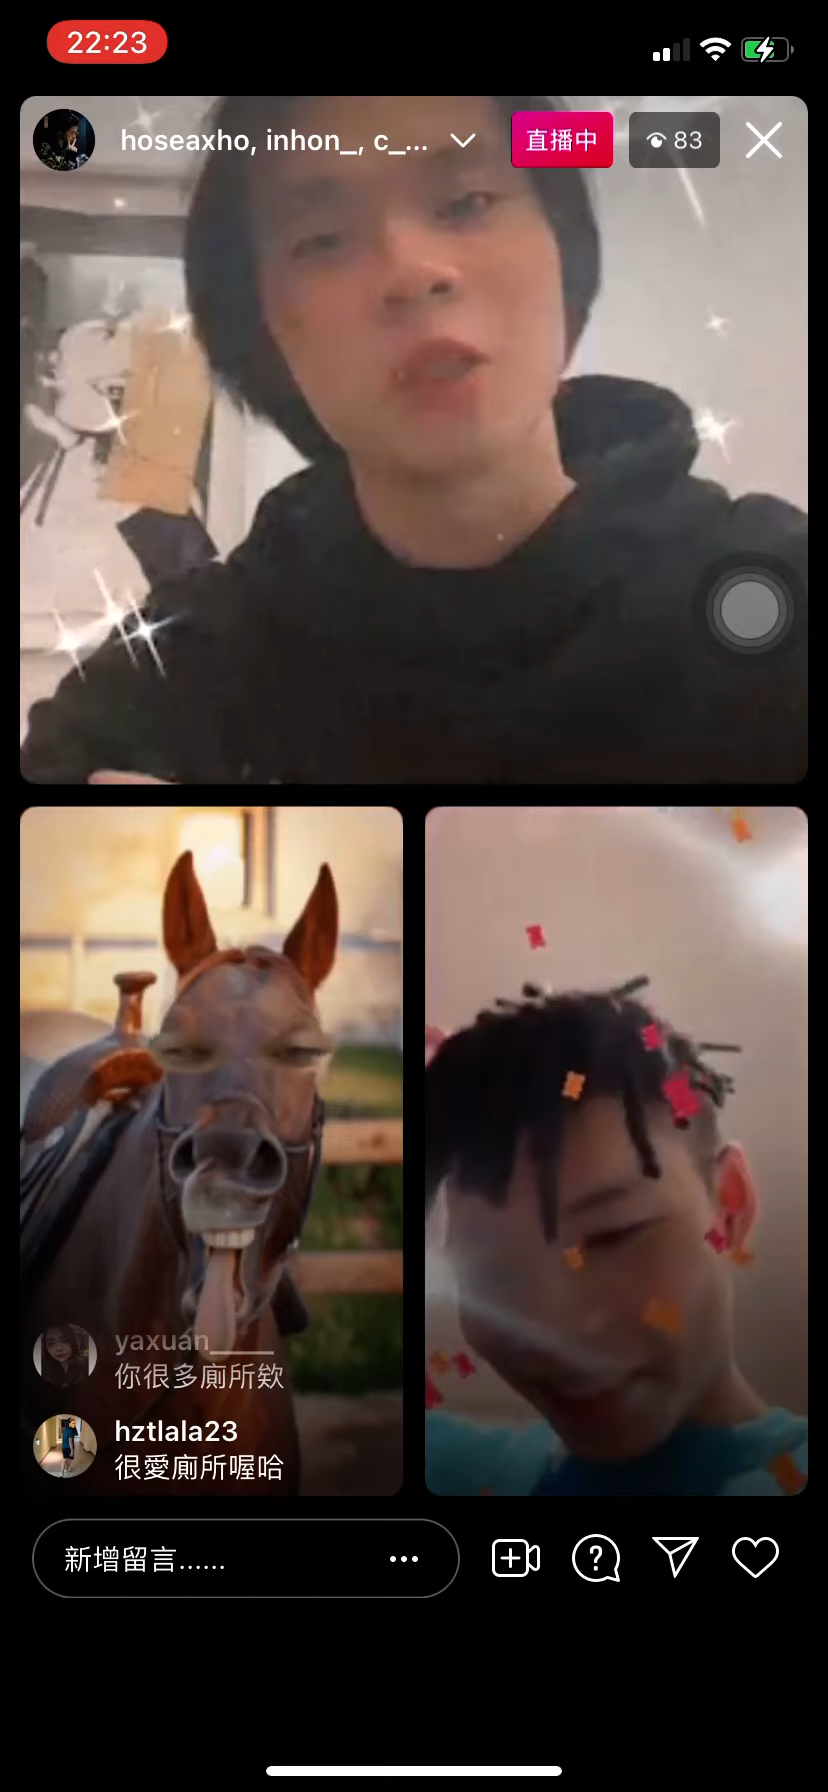 22:23
hoseaxho, inhon_, c_...
直播中
83
yaxuan_____
你很多廁所欸
hztlala23
很愛廁所喔哈
新增留言......